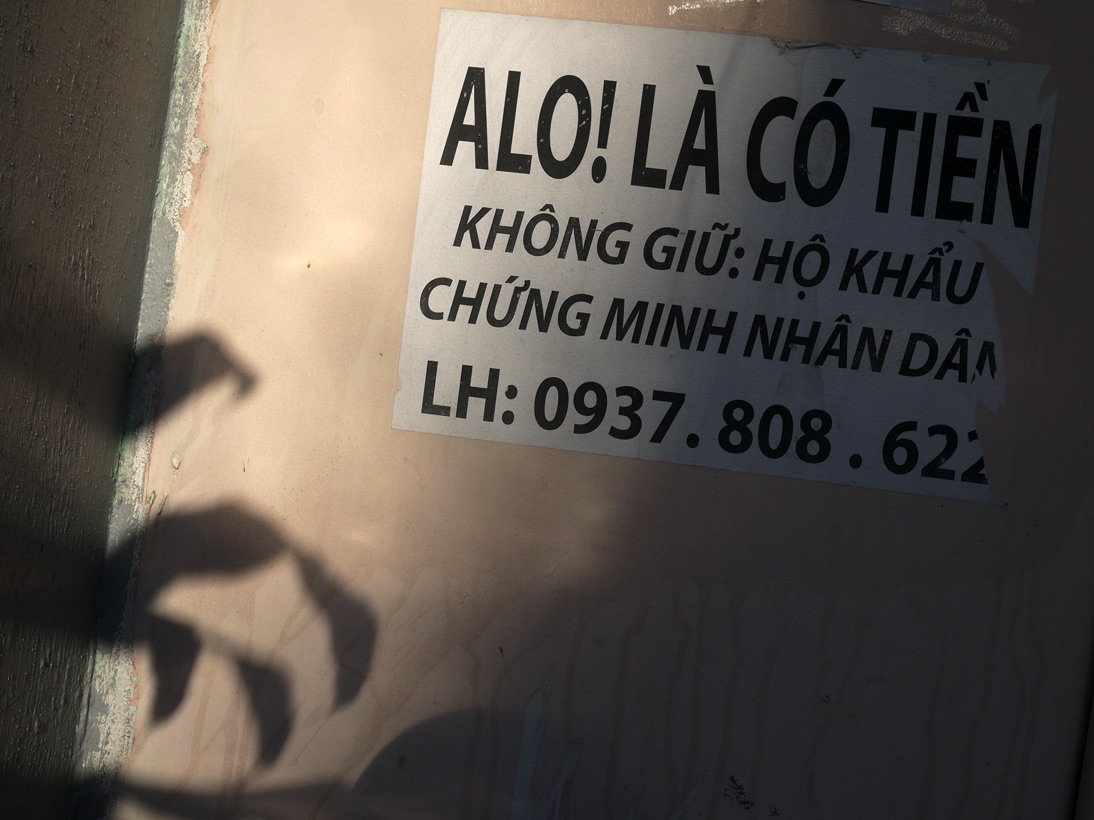 ALO! LÀ CÓ TIỀN
KHÔNG GIỮ: HỘ KHẨU
CHỨNG MINH NHÂN DÂN
LH: 0937. 808 . 622